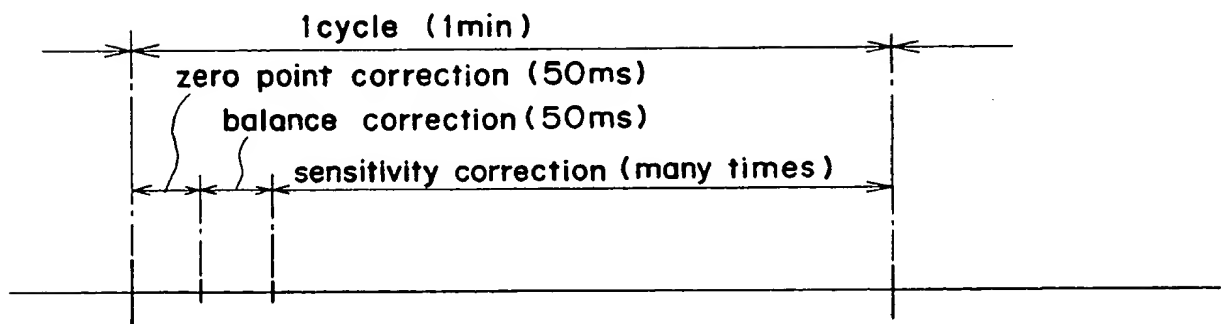 1cycle (1min)
zero point correction (50ms)
balance correction (50ms)
sensitivity correction (many times)